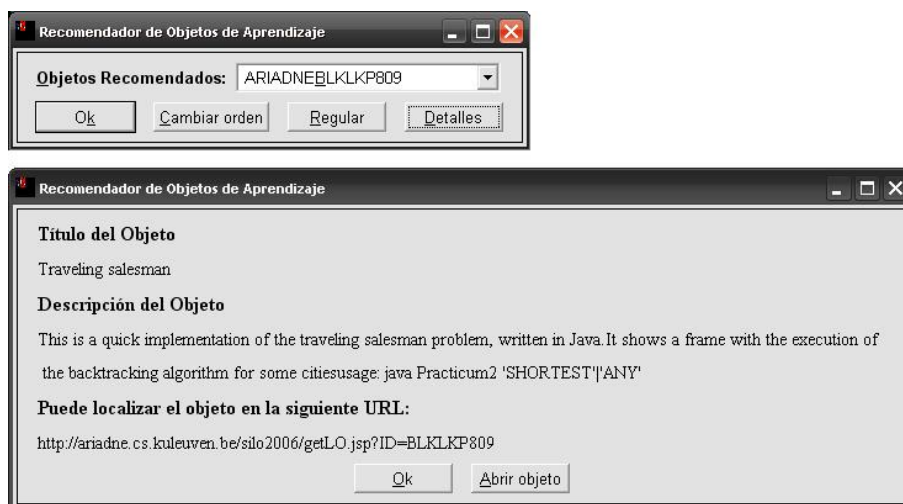 Recomendador de Objetos de Aprendizaje
Objetos Recomendados: ARIADNEBLKLKP809
Ok Cambiar orden Regular Detalles
Recomendador de Objetos de Aprendizaje
Título del Objeto
Traveling salesman
Descripción del Objeto
This is a quick implementation of the traveling salesman problem, written in Java.It shows a frame with the execution of
the backtracking algorithm for some citiesusage: java Practicum2 'SHORTEST'|'ANY'
Puede localizar el objeto en la siguiente URL:
http://ariadne.cs.kuleuven.be/silo2006/getLO.jsp?ID=BLKLKP809
Ok Abrir objeto